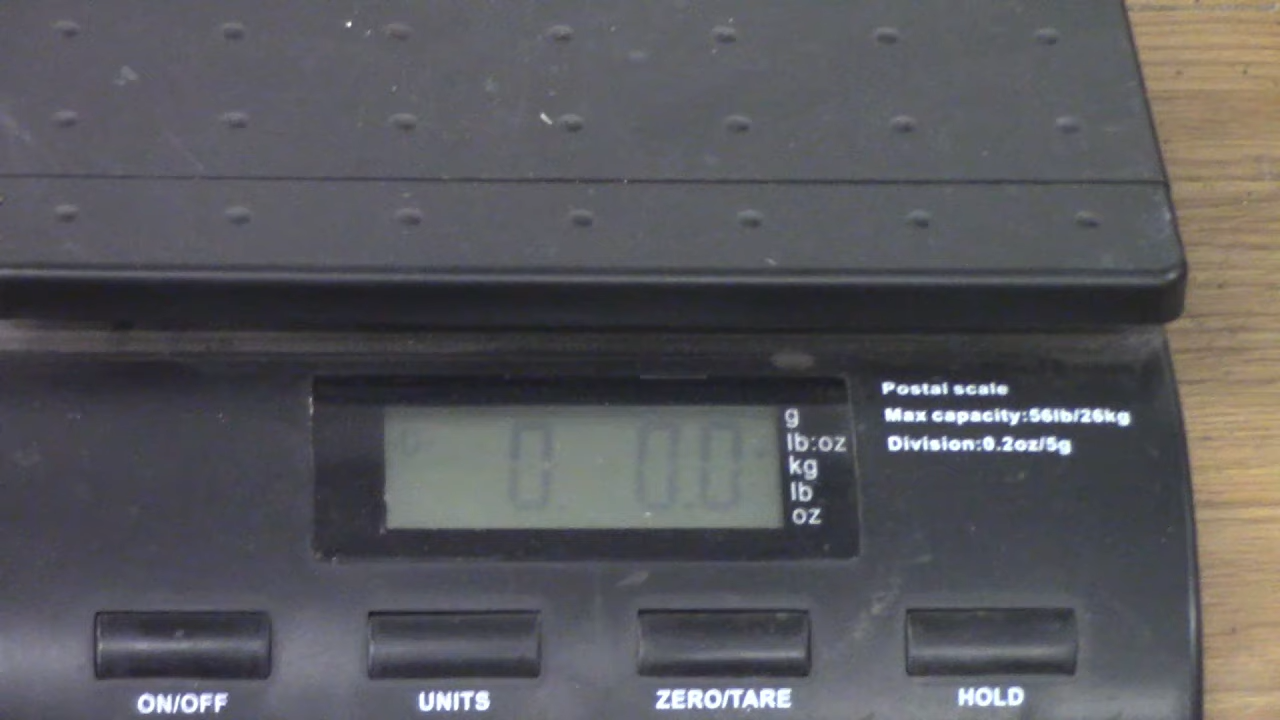 Postal scale
Max capacity:56lb/26kg
Division:0.2oz/5g
g
lb:oz
kg
lb
oz
0. 0.0
ON/OFF UNITS ZERO/TARE HOLD